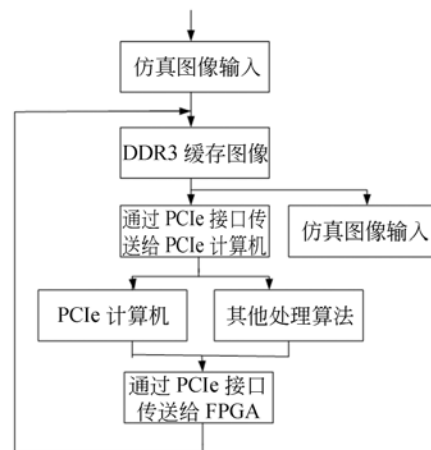 仿真图像输入
DDR3 缓存图像
通过 PCIe 接口传
送给 PCIe 计算机
仿真图像输入
PCIe 计算机
其他处理算法
通过 PCIe 接口
传送给 FPGA